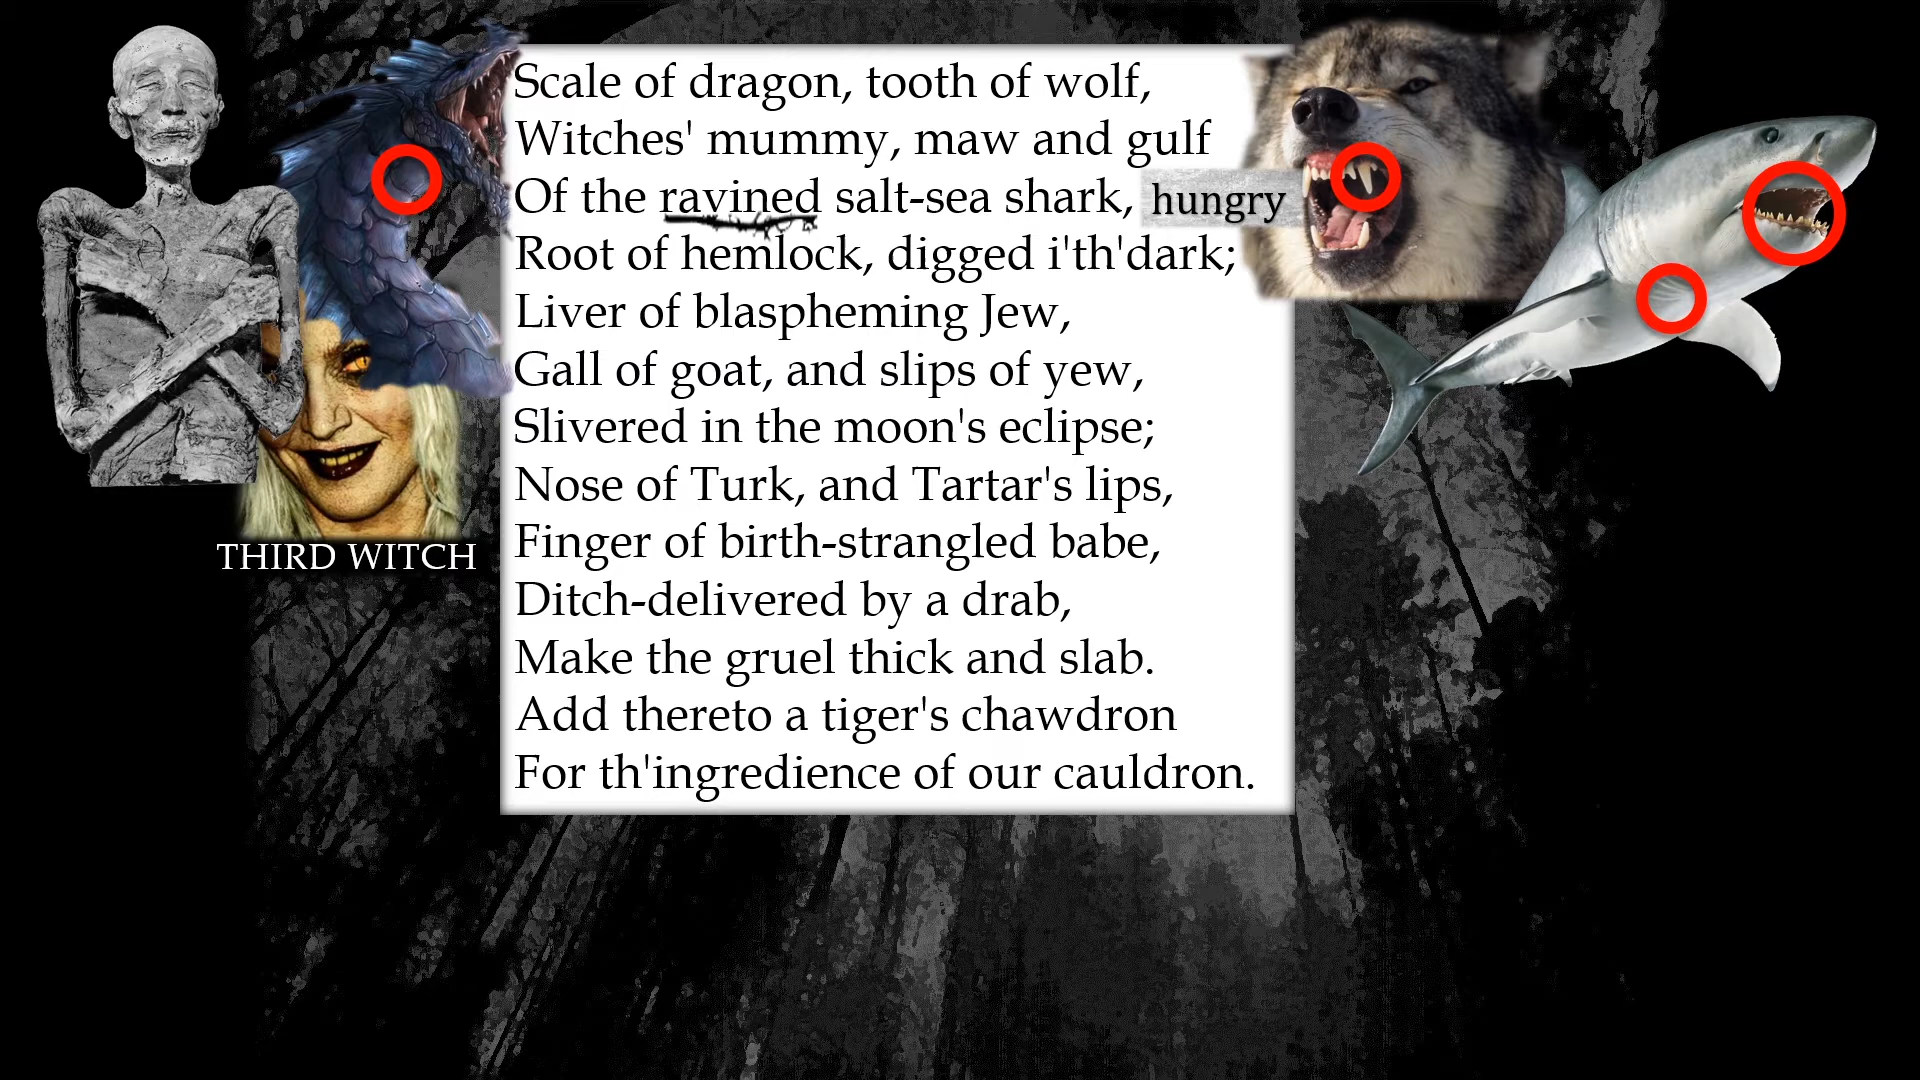 Scale of dragon, tooth of wolf,
Witches' mummy, maw and gulf
Of the ravined salt-sea shark, hungry
Root of hemlock, digged i'th'dark;
Liver of blaspheming Jew,
Gall of goat, and slips of yew,
Slivered in the moon's eclipse;
Nose of Turk, and Tartar's lips,
Finger of birth-strangled babe,
Ditch-delivered by a drab,
Make the gruel thick and slab.
Add thereto a tiger's chawdron
For th'ingredience of our cauldron.
THIRD WITCH